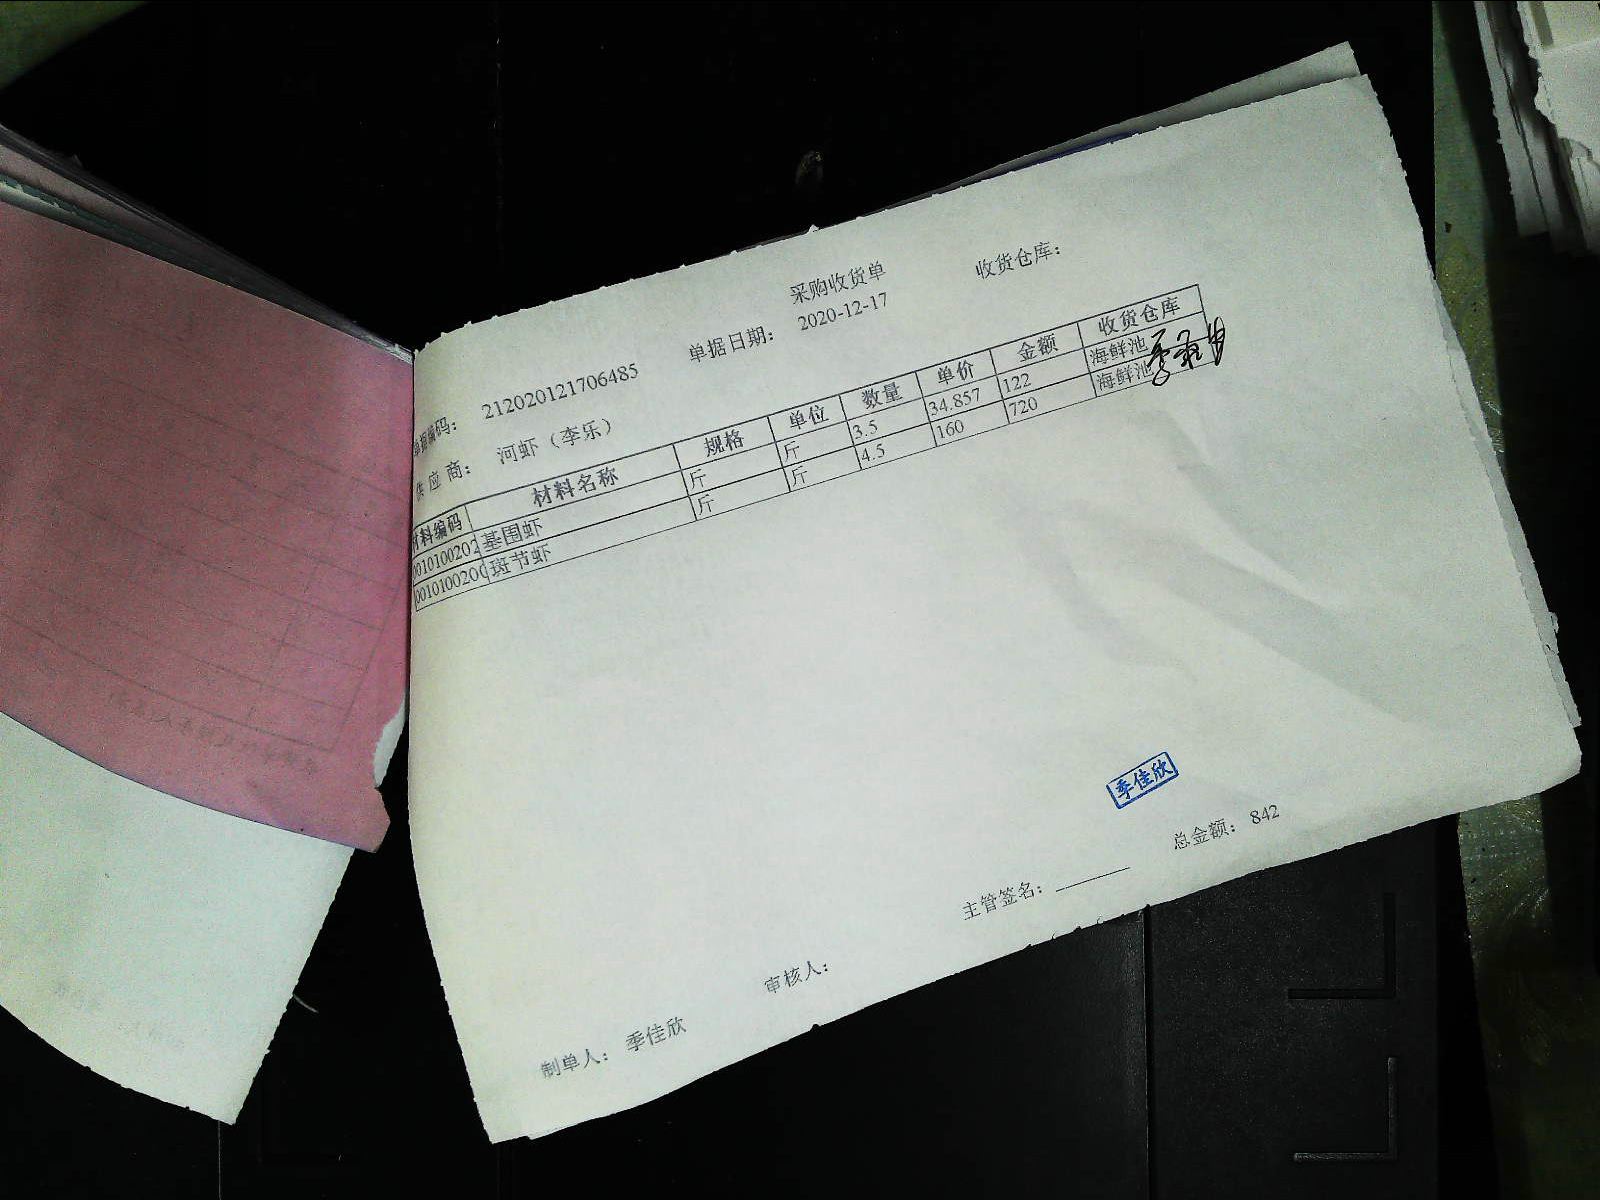 采购收货单
收货仓库：
单据编码： 212020121706485 单据日期： 2020-12-17
供应商： 河虾（李乐）
材料编码 材料名称 规格 单位 数量 单价 金额 收货仓库
0010100202 基围虾 斤 斤 3.5 34.857 122 海鲜池
001010020 斑节虾 斤 斤 4.5 160 720 海鲜池
季佳欣
制单人： 季佳欣 审核人： 主管签名： 总金额： 842